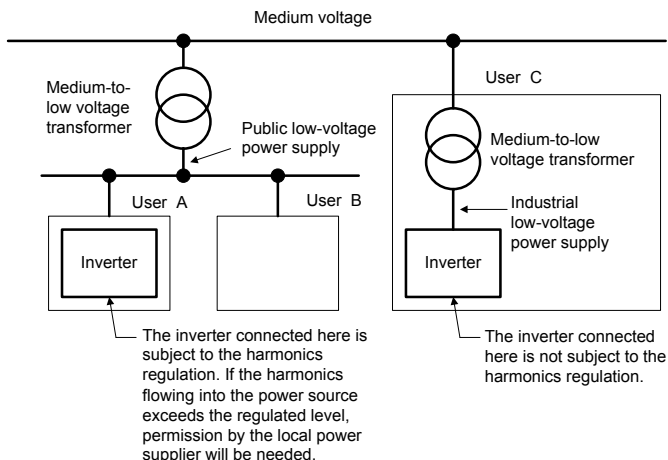 Medium voltage
Medium-to-
low voltage
transformer
Public low-voltage
power supply
User A
User B
Inverter
The inverter connected here is
subject to the harmonics
regulation. If the harmonics
flowing into the power source
exceeds the regulated level,
permission by the local power
supplier will be needed.
User C
Medium-to-low
voltage transformer
Industrial
low-voltage
power supply
Inverter
The inverter connected
here is not subject to the
harmonics regulation.